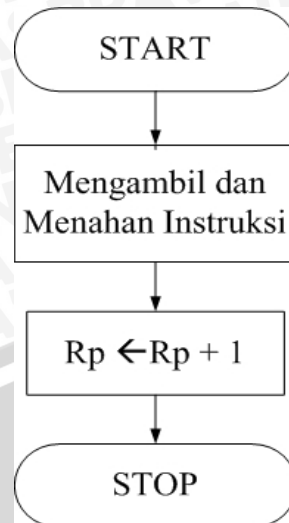 START
Mengambil dan
Menahan Instruksi
Rp ←Rp + 1
STOP